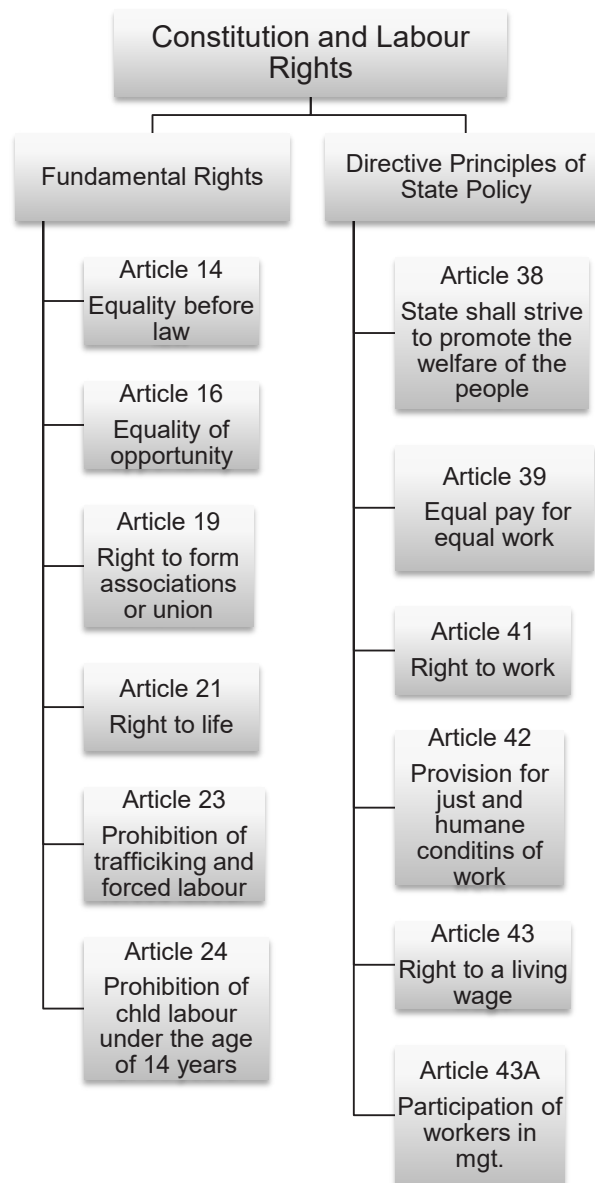 Constitution and Labour
Rights
Fundamental Rights
Article 14
Equality before
law
Article 16
Equality of
opportunity
Article 19
Right to form
associations
or union
Article 21
Right to life
Article 23
Prohibition of
trafficiking and
forced labour
Article 24
Prohibition of
chld labour
under the age
of 14 years
Directive Principles of
State Policy
Article 38
State shall strive
to promote the
welfare of the
people
Article 39
Equal pay for
equal work
Article 41
Right to work
Article 42
Provision for
just and
humane
conditins of
work
Article 43
Right to a living
wage
Article 43A
Participation of
workers in
mgt.